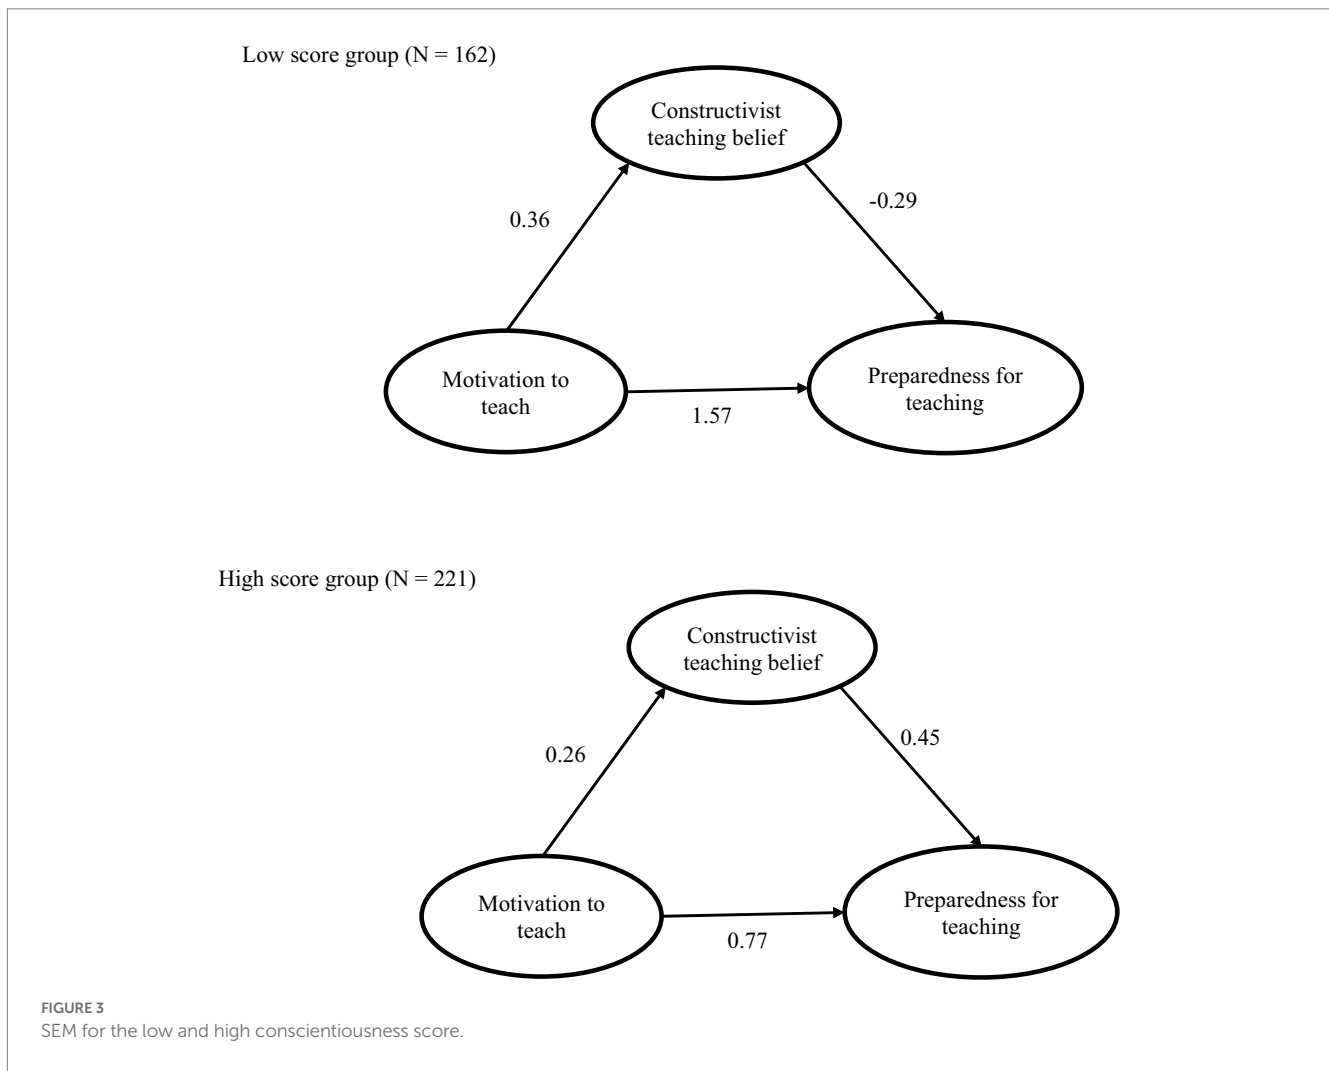 Low score group (N = 162)
Constructivist
teaching belief
0.36
-0.29
Motivation to
teach
1.57
Preparedness for
teaching
High score group (N = 221)
Constructivist
teaching belief
0.26
0.45
Motivation to
teach
0.77
Preparedness for
teaching
FIGURE 3
SEM for the low and high conscientiousness score.